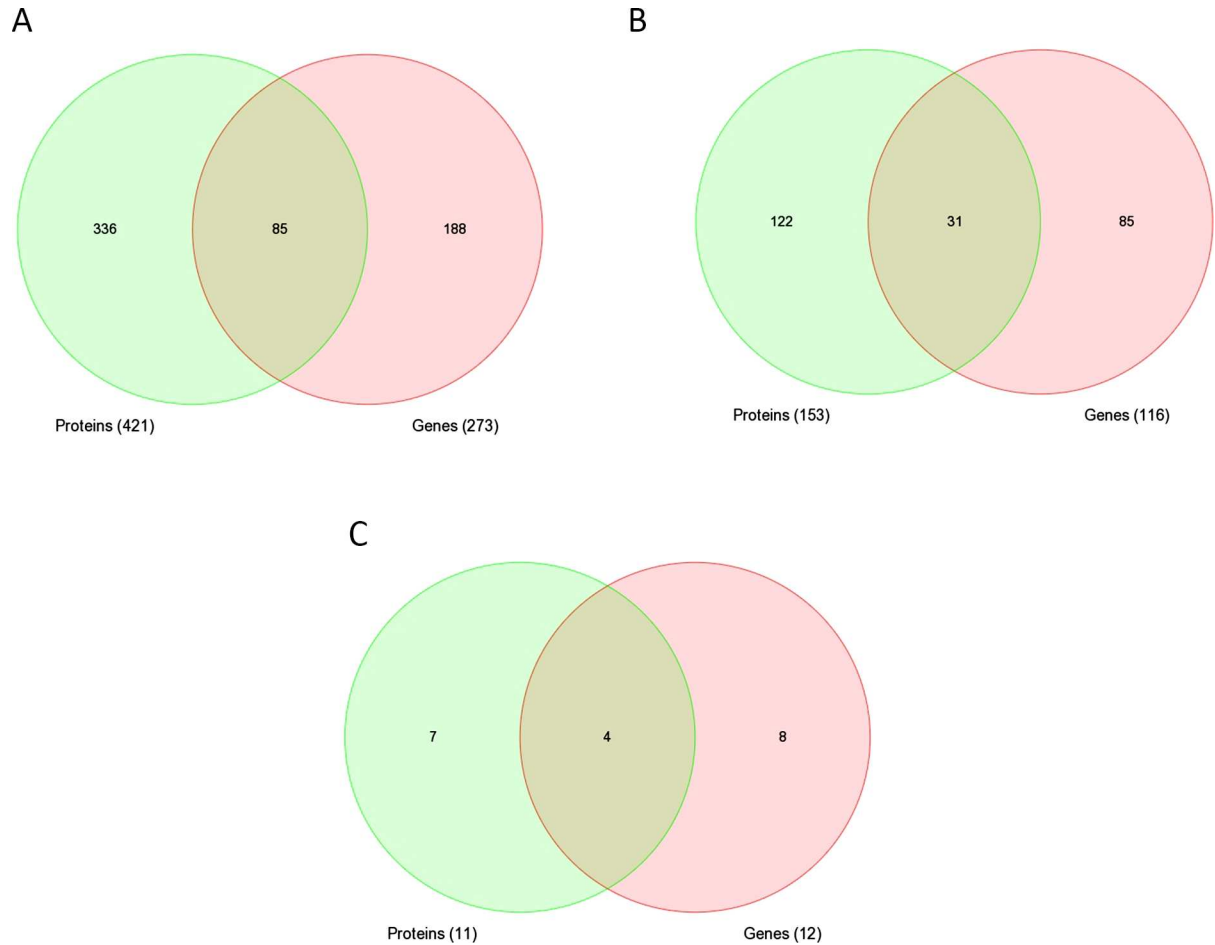 A
B
336
85
188
122
31
85
Proteins (421)
Genes (273)
Proteins (153)
Genes (116)
C
7
4
8
Proteins (11)
Genes (12)